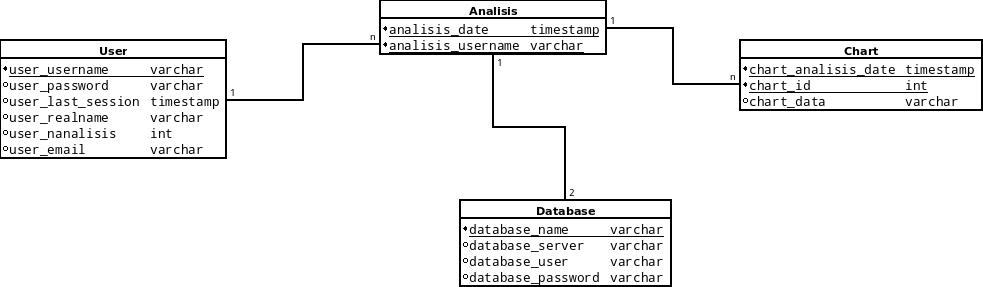 Analisis
analisis_date timestamp
analisis_username varchar
User
user_username varchar
user_password varchar
user_last_session timestamp
user_realname varchar
user_nanalisis int
user_email varchar
1
n
1
1
n
2
Chart
chart_analisis_date timestamp
chart_id int
chart_data varchar
Database
database_name varchar
database_server varchar
database_user varchar
database_password varchar